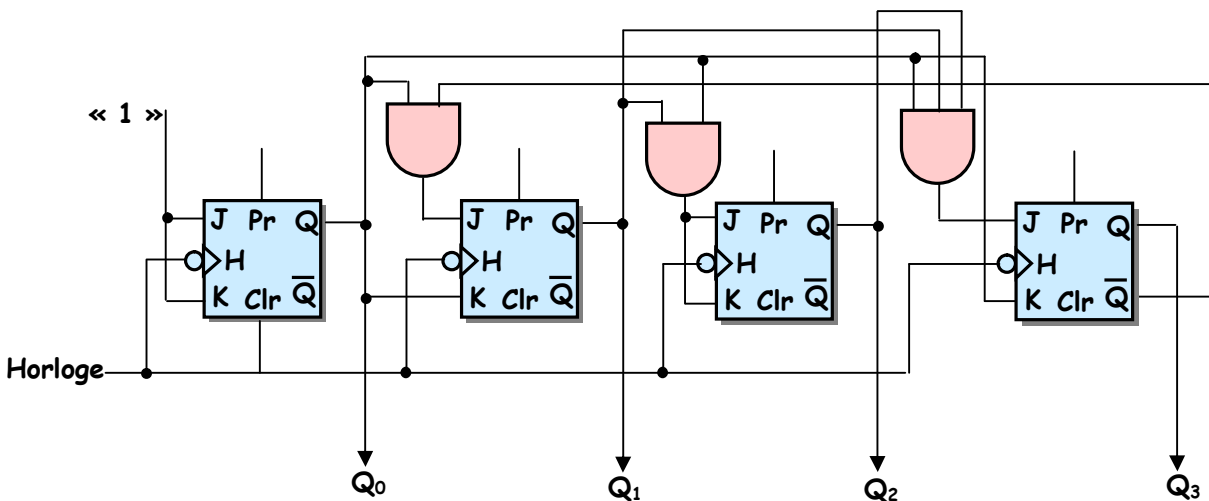 « 1 »
J Pr Q
H
K Clr Q̅
J Pr Q
H
K Clr Q̅
J Pr Q
H
K Clr Q̅
J Pr Q
H
K Clr Q̅
Horloge
Q₀
Q₁
Q₂
Q₃